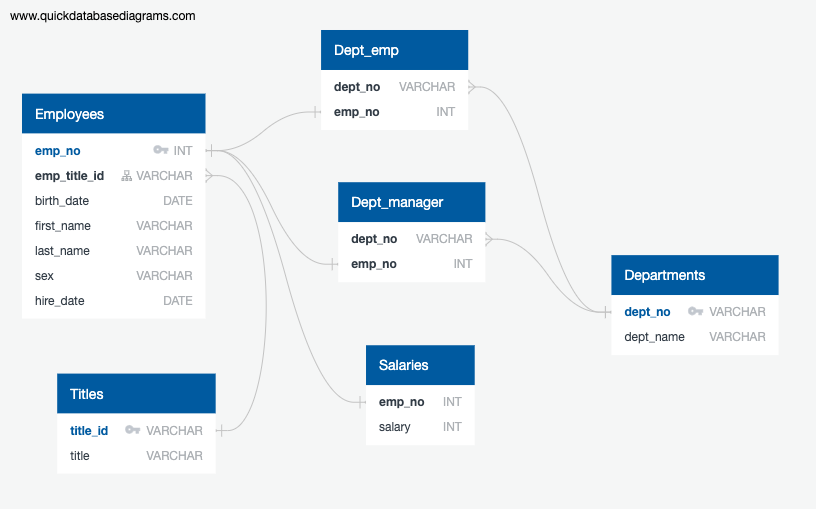 www.quickdatabasediagrams.com
Employees
emp_no INT
emp_title_id VARCHAR
birth_date DATE
first_name VARCHAR
last_name VARCHAR
sex VARCHAR
hire_date DATE
Titles
title_id VARCHAR
title VARCHAR
Dept_emp
dept_no VARCHAR
emp_no INT
Dept_manager
dept_no VARCHAR
emp_no INT
Salaries
emp_no INT
salary INT
Departments
dept_no VARCHAR
dept_name VARCHAR